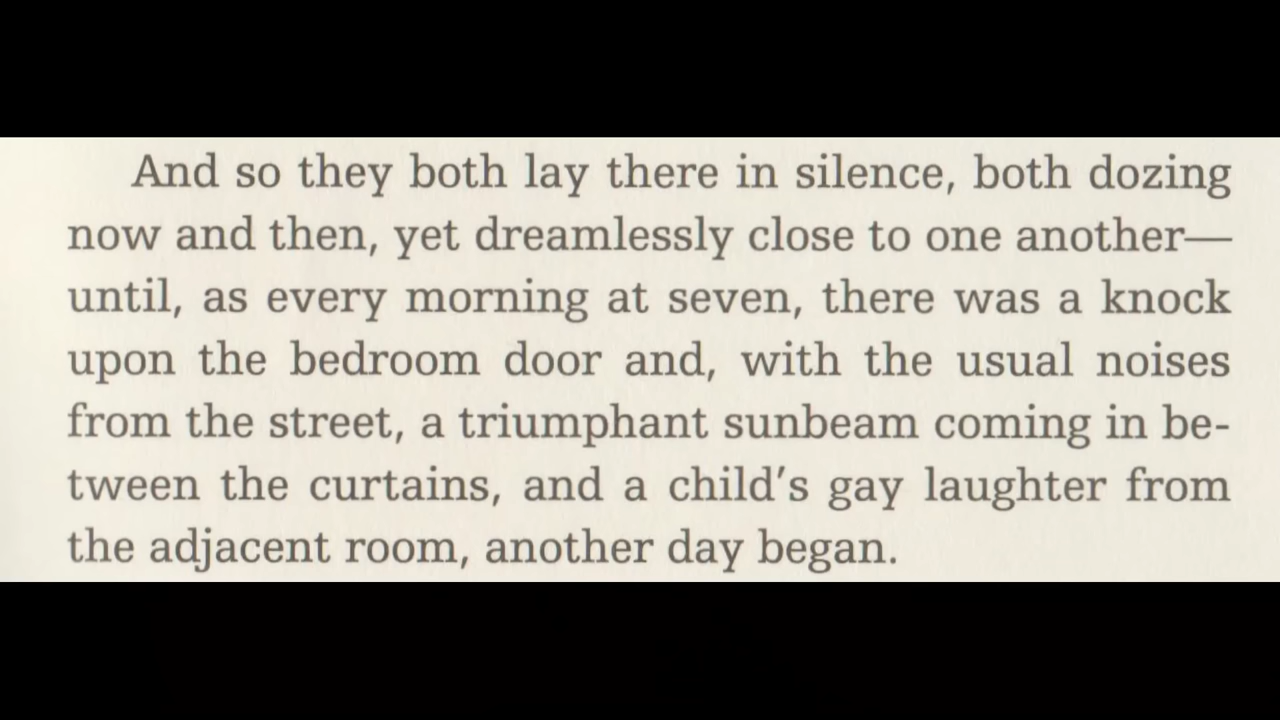 And so they both lay there in silence, both dozing
now and then, yet dreamlessly close to one another—
until, as every morning at seven, there was a knock
upon the bedroom door and, with the usual noises
from the street, a triumphant sunbeam coming in be-
tween the curtains, and a child's gay laughter from
the adjacent room, another day began.